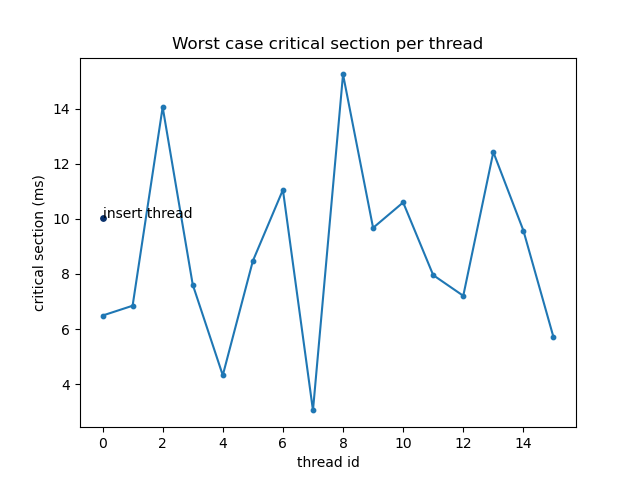 Worst case critical section per thread
critical section (ms)
14
12
10
8
6
4
insert thread
0 2 4 6 8 10 12 14
thread id